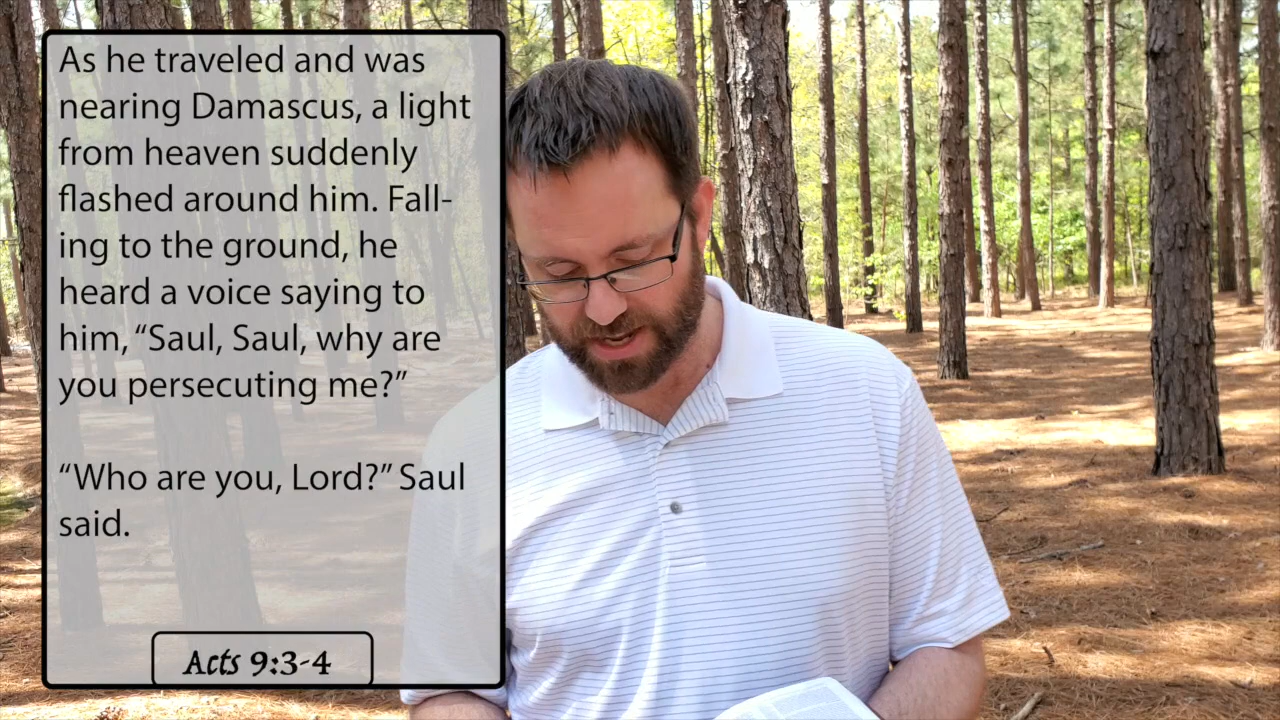 As he traveled and was
nearing Damascus, a light
from heaven suddenly
flashed around him. Fall-
ing to the ground, he
heard a voice saying to
him, “Saul, Saul, why are
you persecuting me?”
“Who are you, Lord?” Saul
said.
Acts 9:3-4